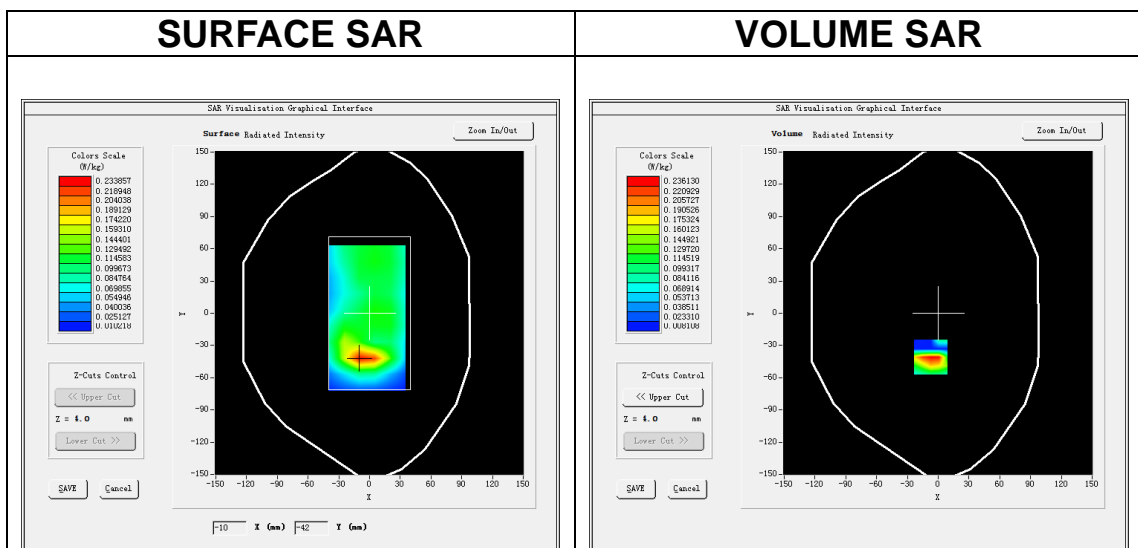 SURFACE SAR
VOLUME SAR
SAR Visualisation Graphical Interface
Surface Radiated Intensity
Zoom In/Out
Colors Scale
(W/kg)
0.233857
0.218948
0.204038
0.189129
0.174220
0.159310
0.144401
0.129492
0.114583
0.099673
0.084764
0.069855
0.054946
0.040036
0.025127
0.010218
Z-Cuts Control
<< Upper Cut
Z = 4.0 mm
Lower Cut >>
SAVE Cancel
150
120
90
60
30
0
-30
-60
-90
-120
-150
Y
-150 -120 -90 -60 -30 0 30 60 90 120 150
X
-10 X (mm) -42 Y (mm)
SAR Visualisation Graphical Interface
Volume Radiated Intensity
Zoom In/Out
Colors Scale
(W/kg)
0.236130
0.220929
0.205727
0.190526
0.175324
0.160123
0.144921
0.129720
0.114519
0.099317
0.084116
0.068914
0.053713
0.038511
0.023310
0.008108
Z-Cuts Control
<< Upper Cut
Z = 4.0 mm
Lower Cut >>
SAVE Cancel
150
120
90
60
30
0
-30
-60
-90
-120
-150
Y
-150 -120 -90 -60 -30 0 30 60 90 120 150
X